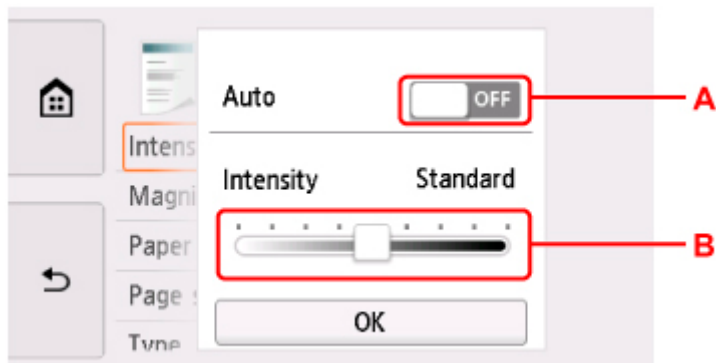 Auto OFF A
Intens
Intensity Standard
Magni
Paper B
Page
OK
Type